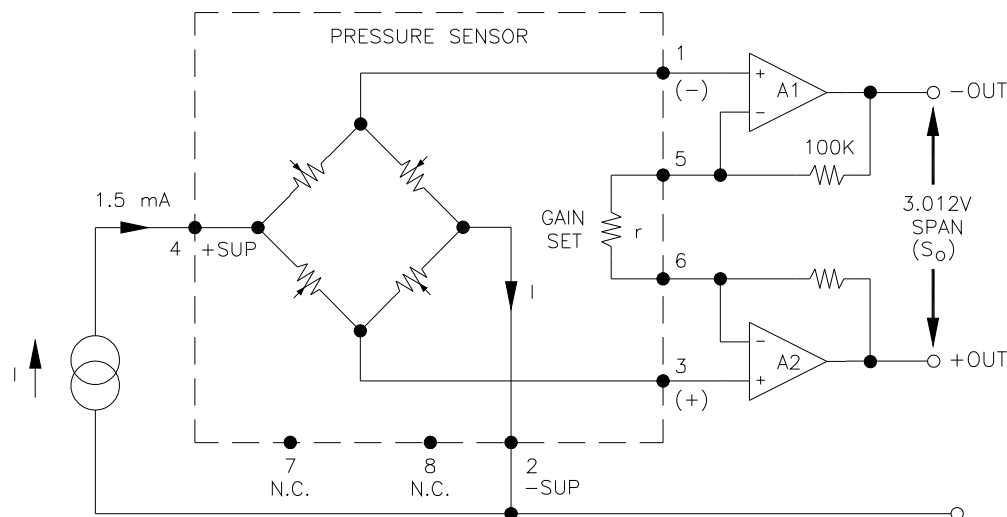 PRESSURE SENSOR
1
(-)
+
A1
-
-OUT
100K
5
1.5 mA
4
+SUP
GAIN
SET
r
3.012V
SPAN
(So)
I
6
I
-
A2
+
+OUT
3
(+)
7
N.C.
8
N.C.
2
-SUP